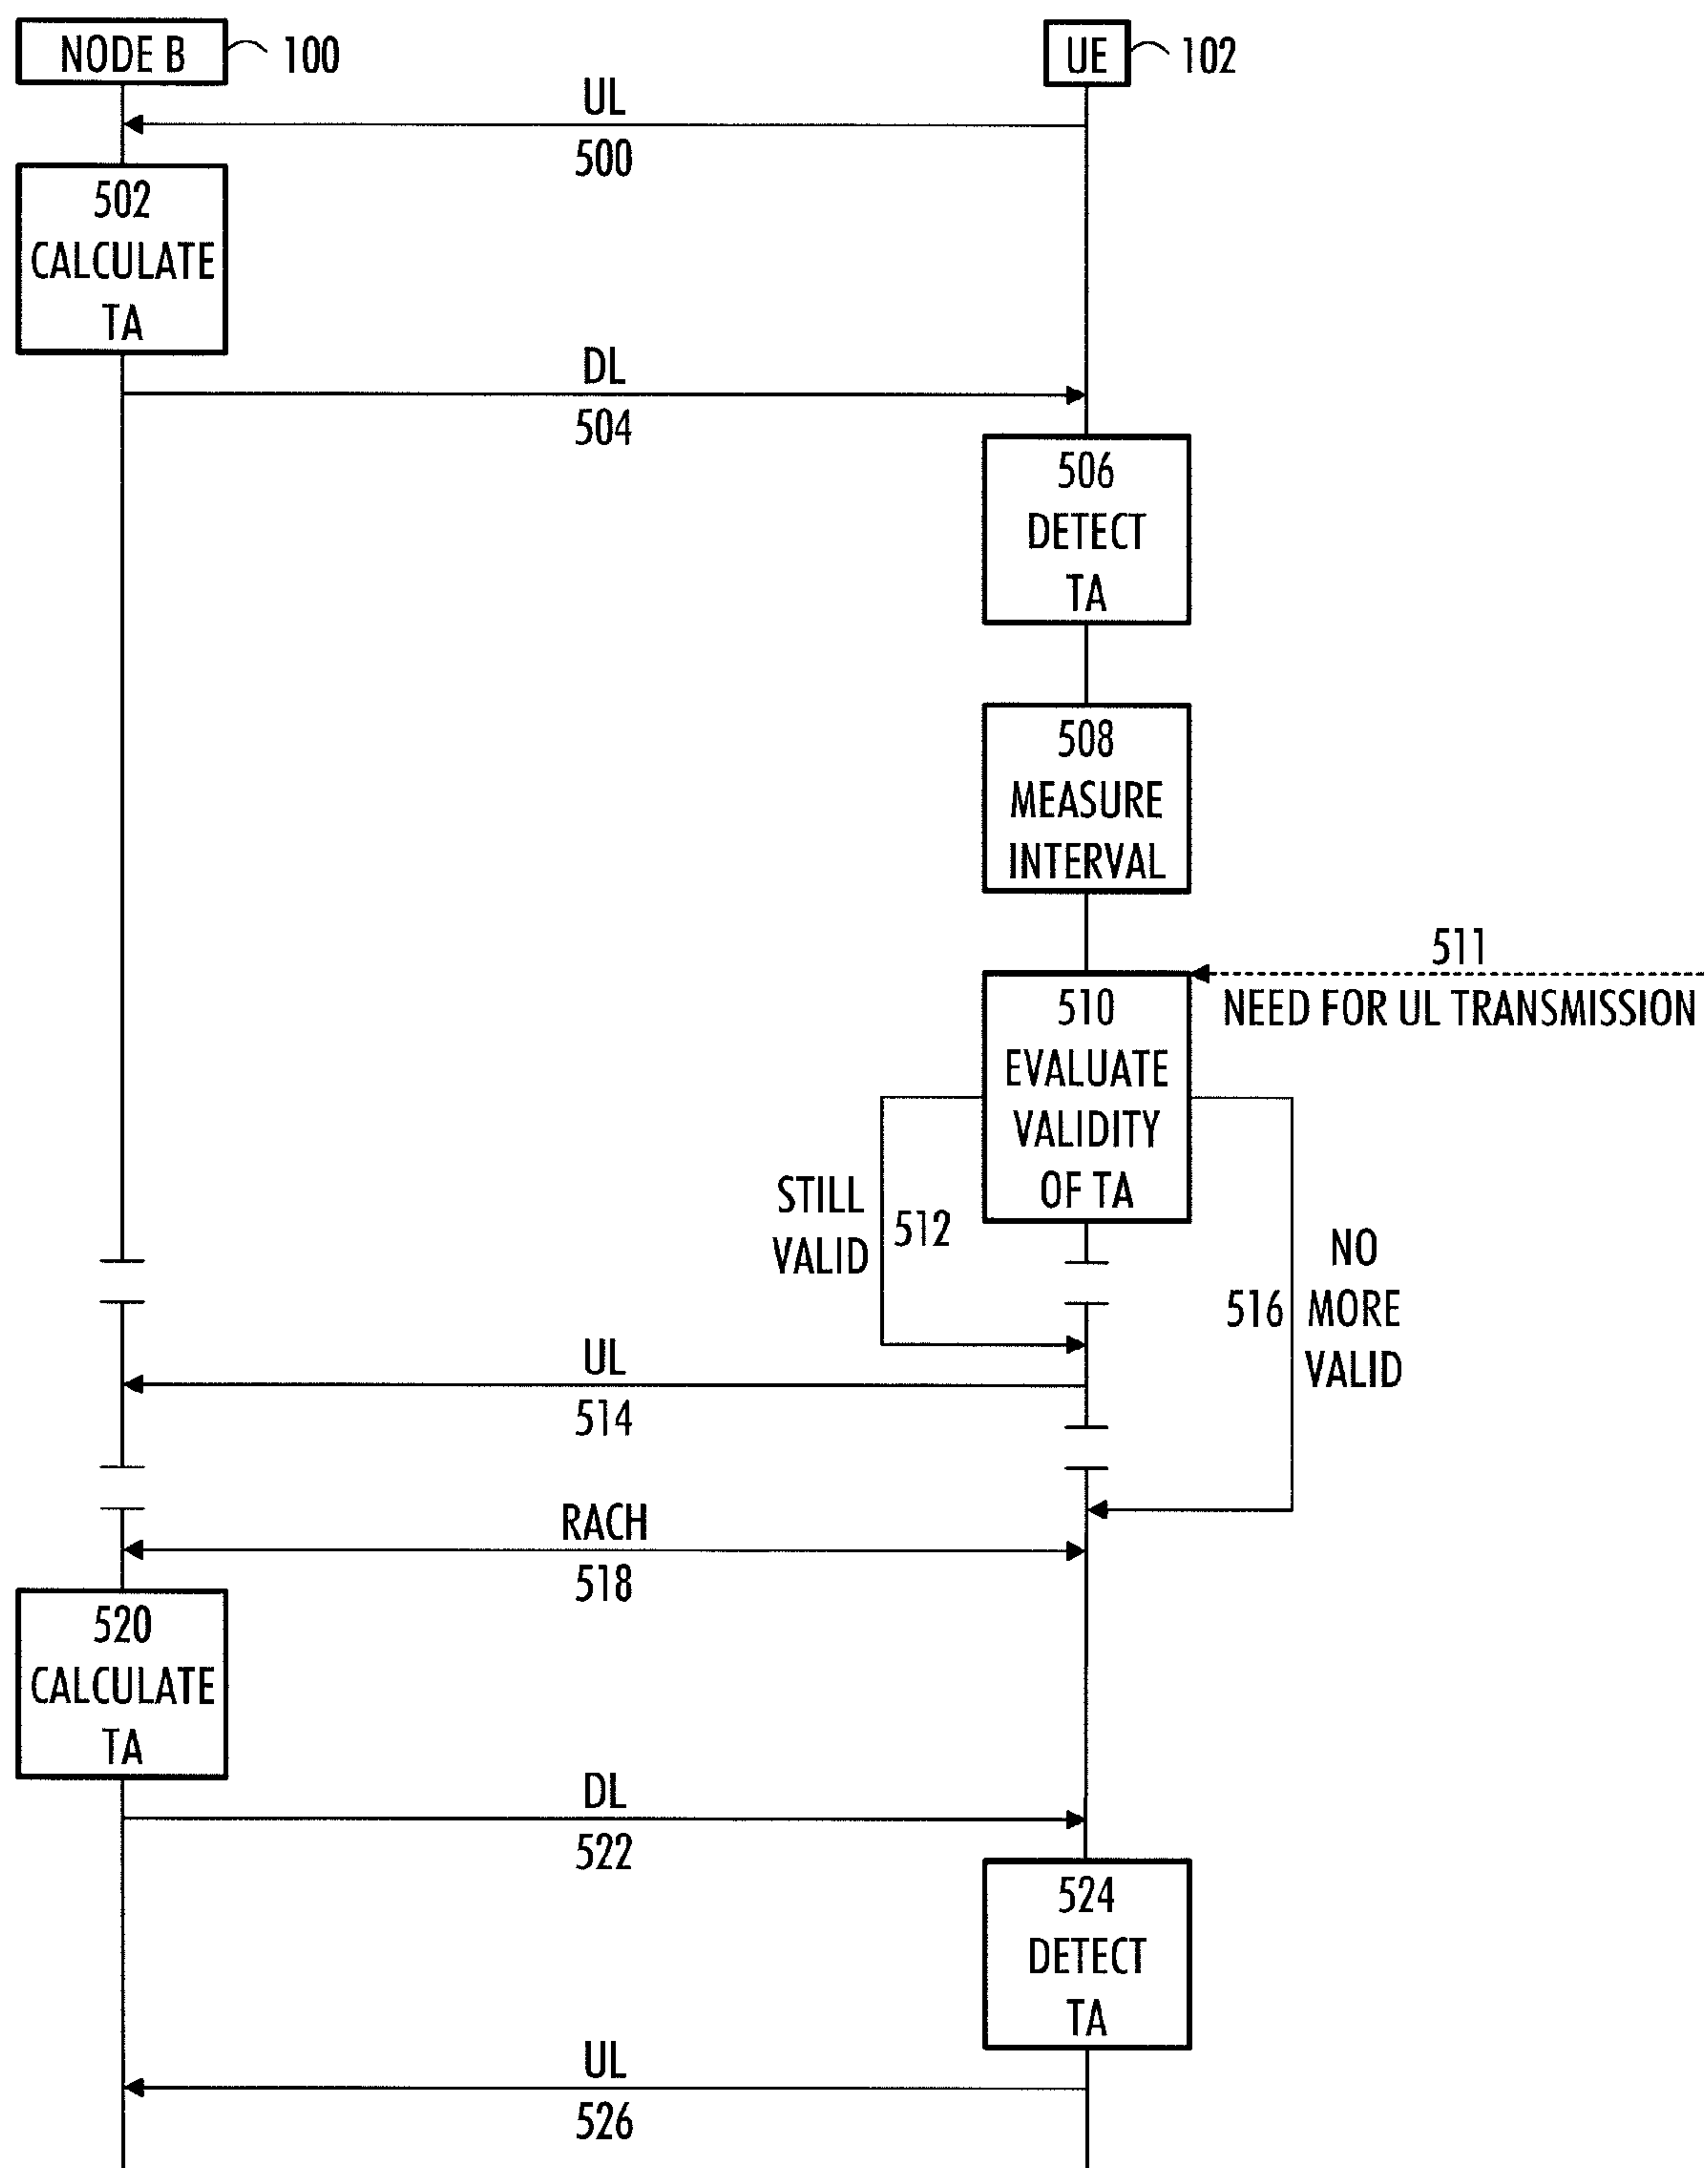 NODE B
100
UE
102
UL
500
502
CALCULATE
TA
DL
504
506
DETECT
TA
508
MEASURE
INTERVAL
511
NEED FOR UL TRANSMISSION
510
EVALUATE
VALIDITY
OF TA
STILL
VALID
512
NO
MORE
VALID
516
UL
514
RACH
518
520
CALCULATE
TA
DL
522
524
DETECT
TA
UL
526